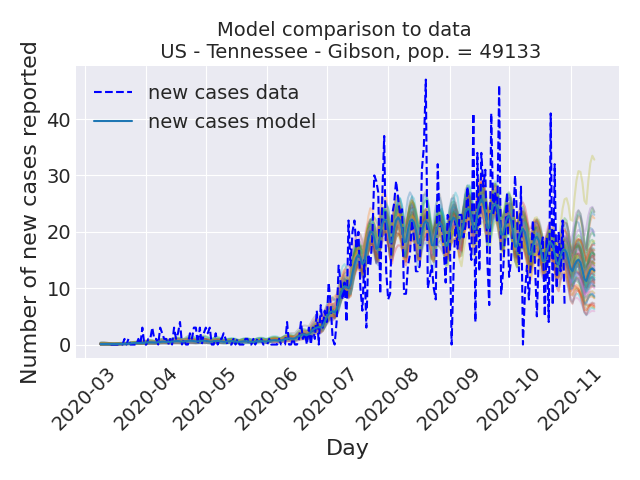 Model comparison to data
US - Tennessee - Gibson, pop. = 49133
Number of new cases reported
new cases data
new cases model
40
30
20
10
0
2020-03
2020-04
2020-05
2020-06
2020-07
2020-08
2020-09
2020-10
2020-11
Day